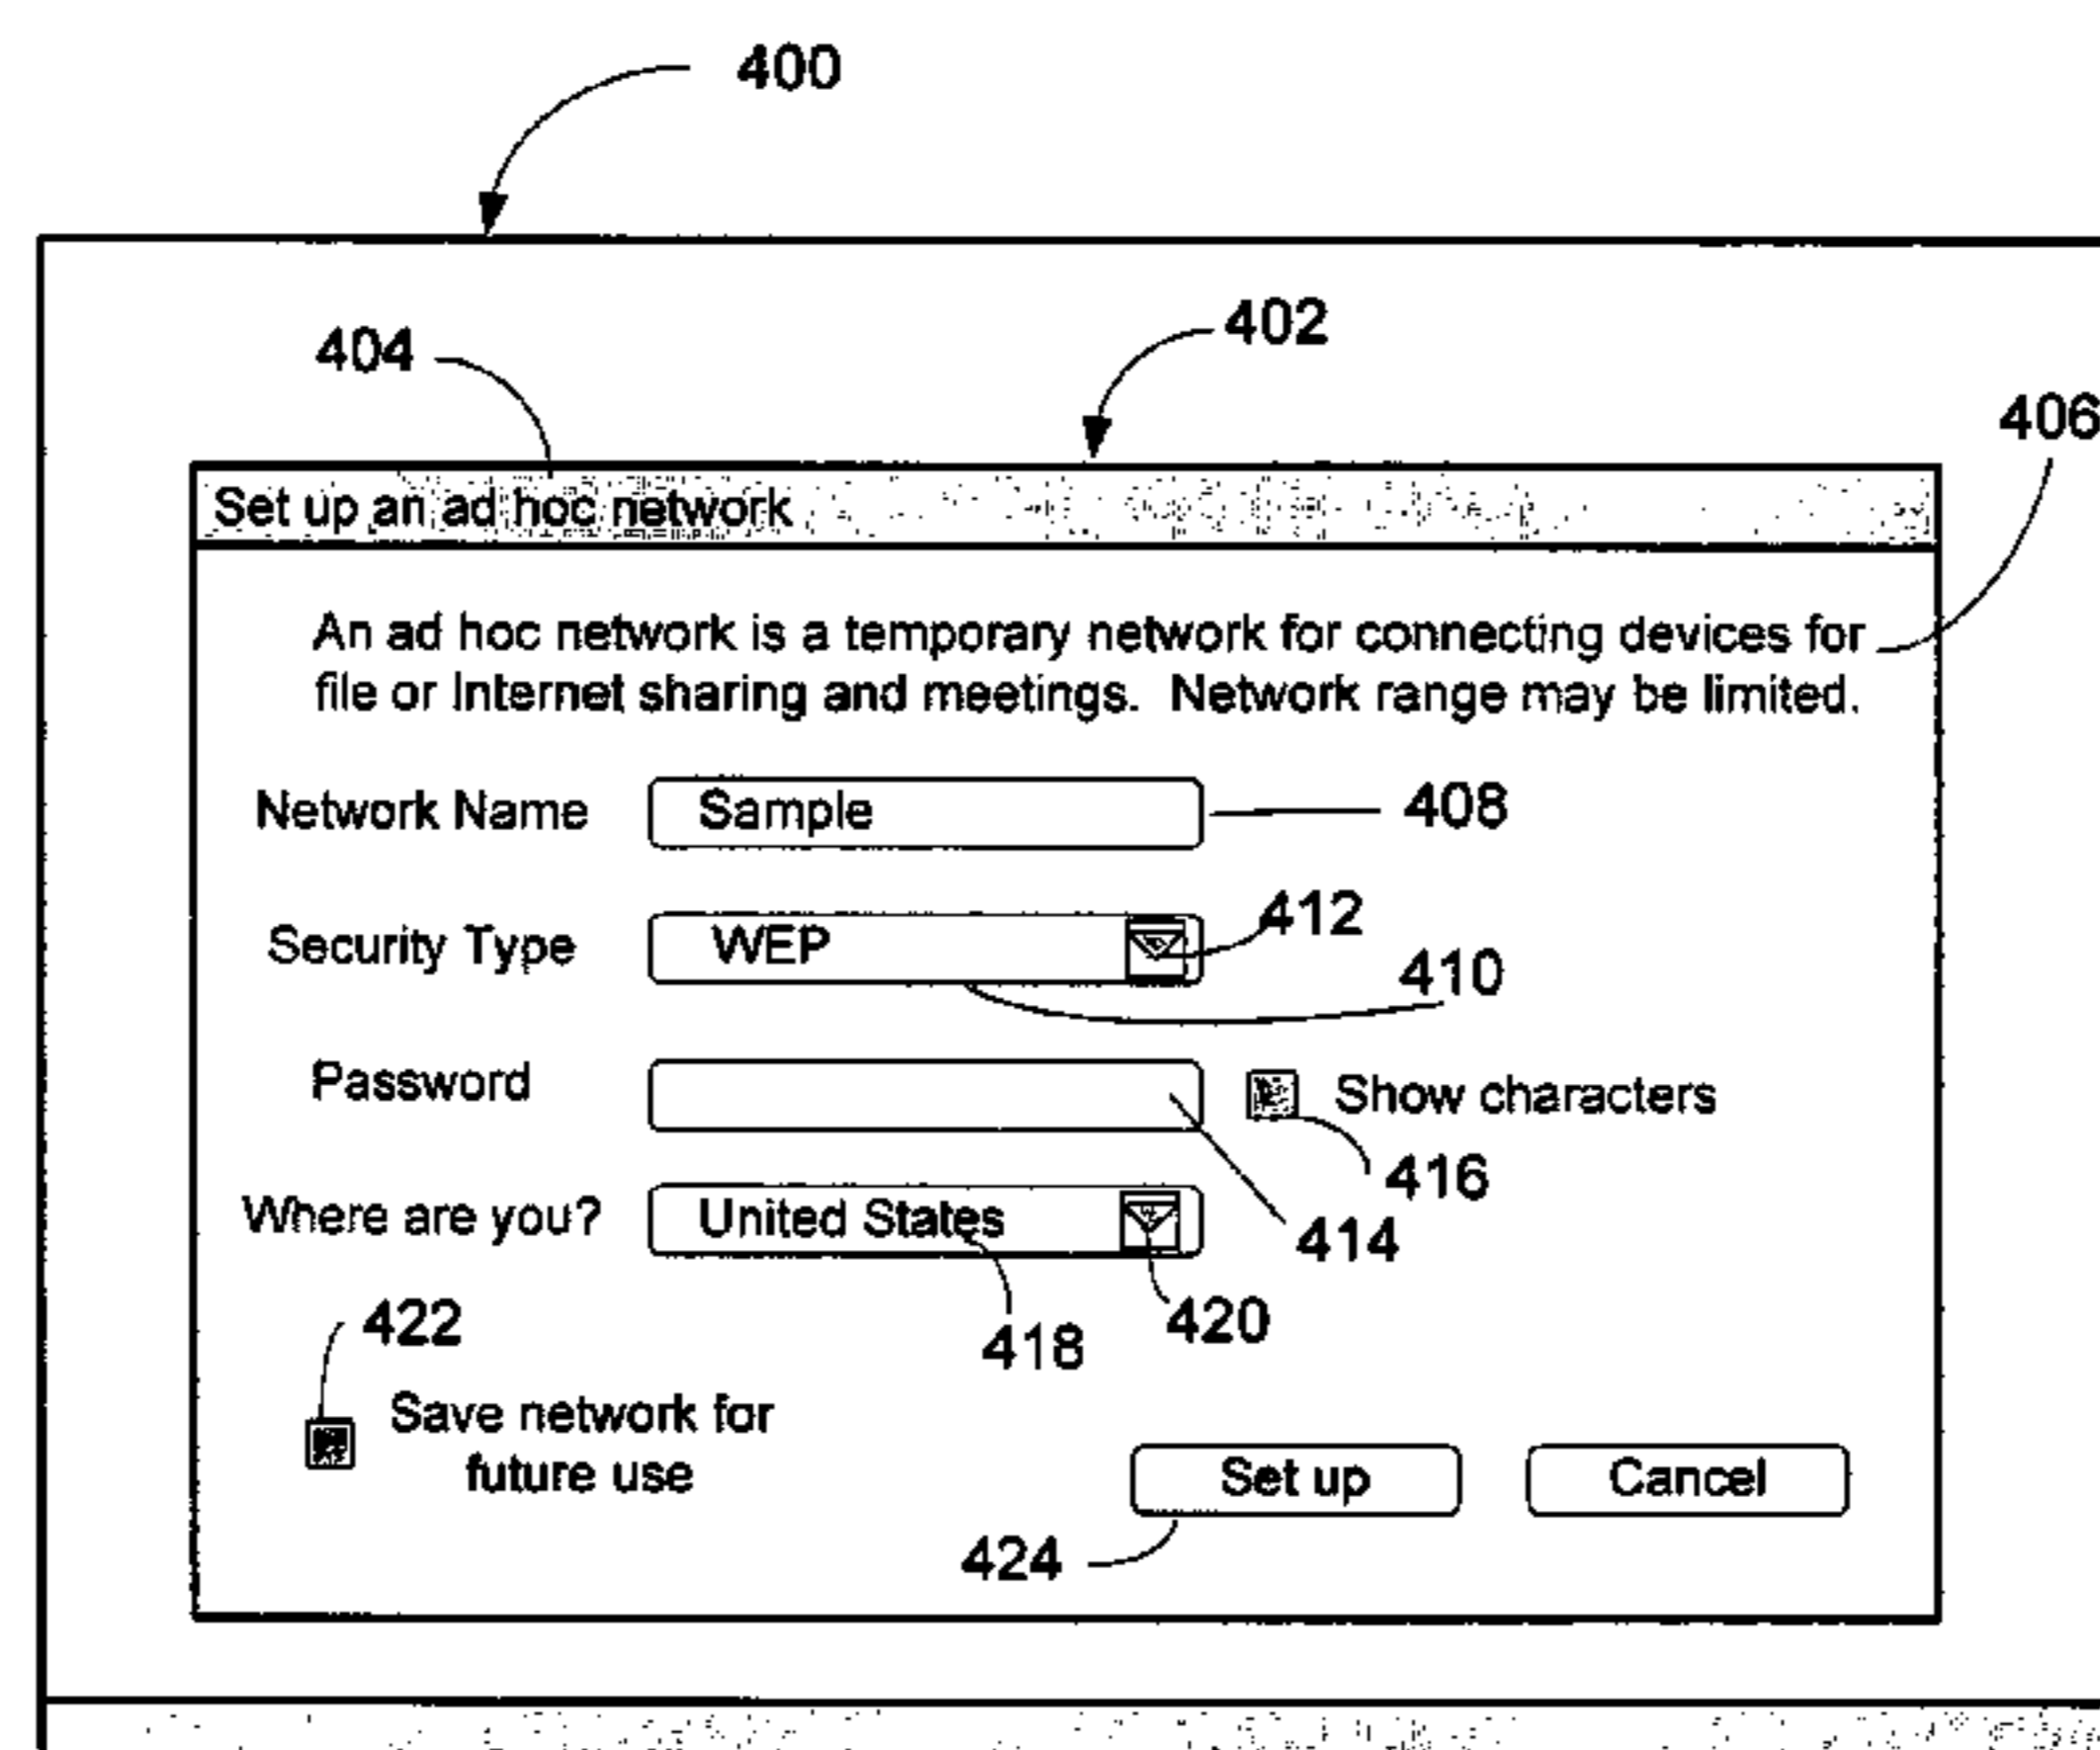 400
402
404
406
Set up an ad hoc network
An ad hoc network is a temporary network for connecting devices for
file or Internet sharing and meetings. Network range may be limited.
Network Name Sample 408
Security Type WEP 412
410
Password Show characters
416
Where are you? United States 414
422 418 420
Save network for
future use
Set up Cancel
424